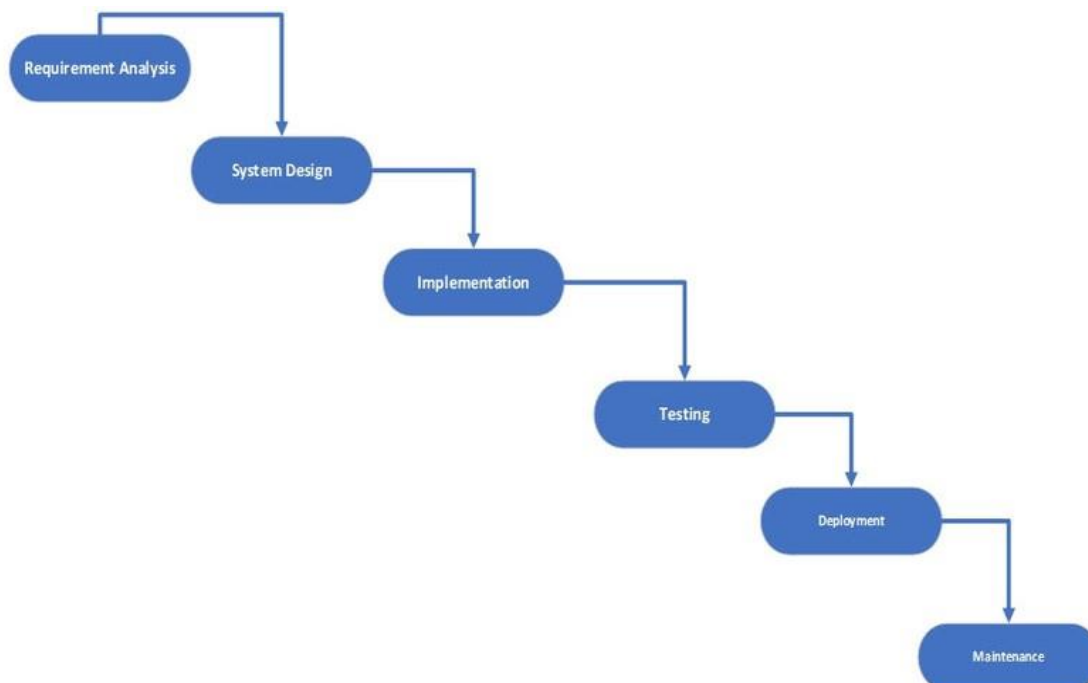 Requirement Analysis
System Design
Implementation
Testing
Deployment
Maintenance